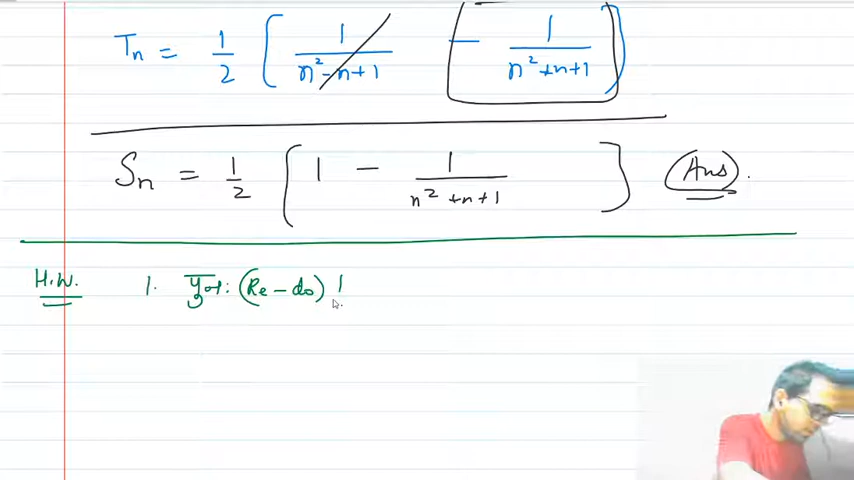 Tn = 1/2 [ 1/(n²-n+1) - 1/(n²+n+1) ]
Sn = 1/2 [ 1 - 1/(n²+n+1) ] (Ans).
H.W. 1. (Re-do) 1